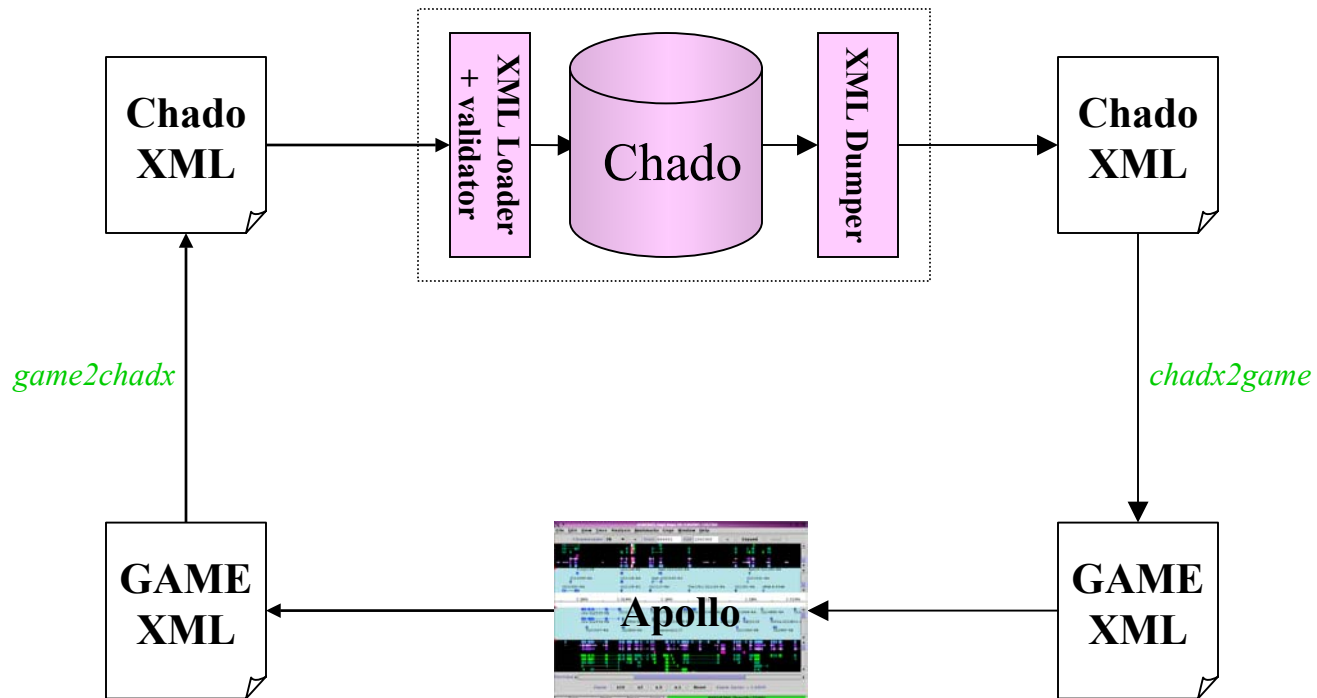 Chado
XML
XML Loader
+ validator
Chado
XML Dumper
Chado
XML
game2chadx
chadx2game
GAME
XML
Apollo
GAME
XML